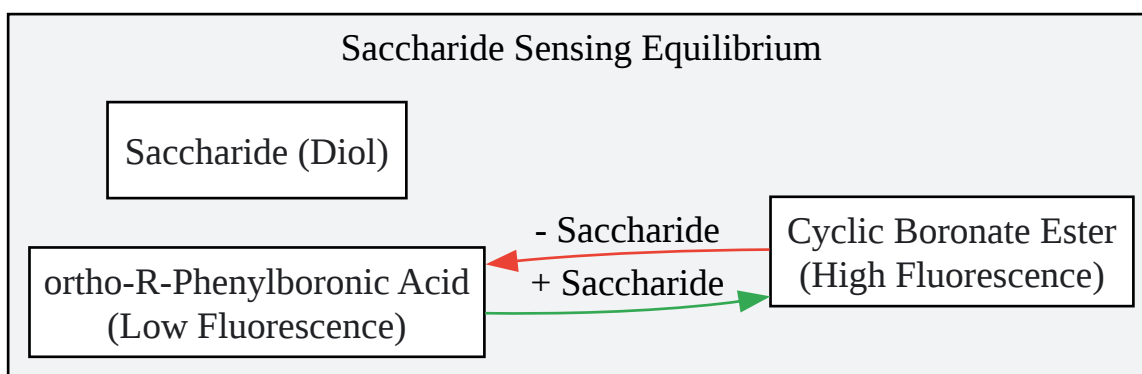 Saccharide Sensing Equilibrium
Saccharide (Diol)
- Saccharide
+ Saccharide
ortho-R-Phenylboronic Acid
(Low Fluorescence)
Cyclic Boronate Ester
(High Fluorescence)